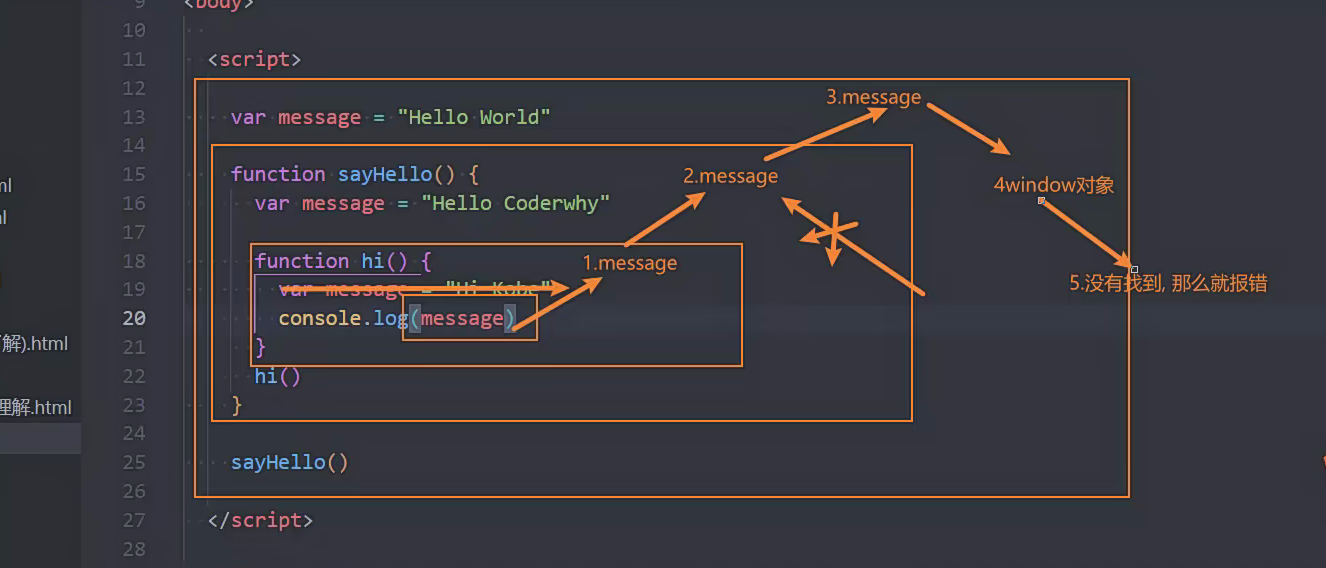 9 <body>
10
11 <script>
12
3.message
13 var message = "Hello World"
14
15 function sayHello() {
2.message
4window对象
ml
16 var message = "Hello Coderwhy"
l
17
18 function hi() {
1.message
5.没有找到, 那么就报错
19 var message = "Hi Kobe"
20 console.log(message)
解).html
21 }
22 hi()
理解.html
23 }
24
25 sayHello()
26
27 </script>
28